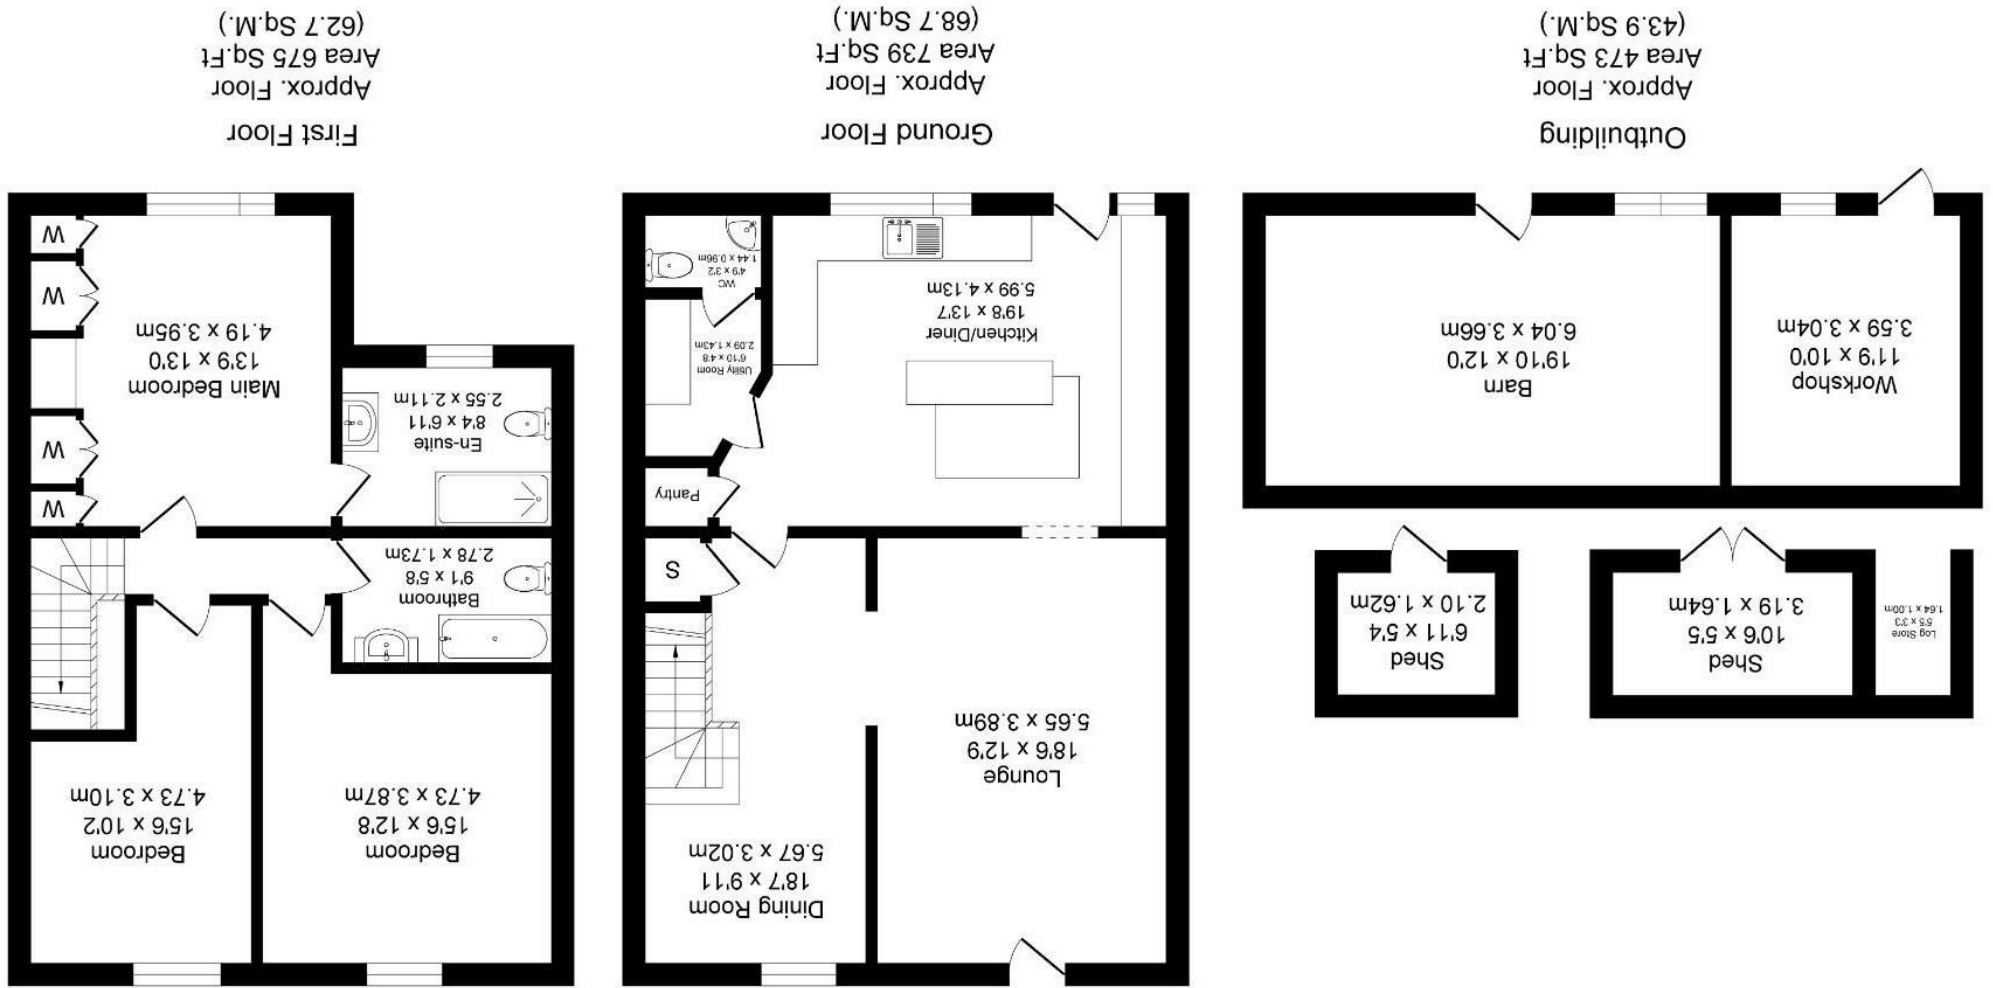 Log Store
5'5 x 3'3
1.64 x 1.00m
Shed
10'6 x 5'5
3.19 x 1.64m
Shed
6'11 x 5'4
2.10 x 1.62m
Workshop
11'9 x 10'0
3.59 x 3.04m
Barn
19'10 x 12'0
6.04 x 3.66m
Outbuilding
Approx. Floor
Area 473 Sq.Ft
(43.9 Sq.M.)
Dining Room
18'7 x 9'11
5.67 x 3.02m
Lounge
18'6 x 12'9
5.65 x 3.89m
S
Pantry
Utility Room
6'10 x 4'8
2.09 x 1.43m
Kitchen/Diner
19'8 x 13'7
5.99 x 4.13m
WC
4'9 x 3'2
1.44 x 0.96m
Ground Floor
Approx. Floor
Area 739 Sq.Ft
(68.7 Sq.M.)
Bedroom
15'6 x 12'8
4.73 x 3.87m
Bedroom
15'6 x 10'2
4.73 x 3.10m
Bathroom
9'1 x 5'8
2.78 x 1.73m
En-suite
8'4 x 6'11
2.55 x 2.11m
Main Bedroom
13'9 x 13'0
4.19 x 3.95m
W
W
W
W
First Floor
Approx. Floor
Area 675 Sq.Ft
(62.7 Sq.M.)